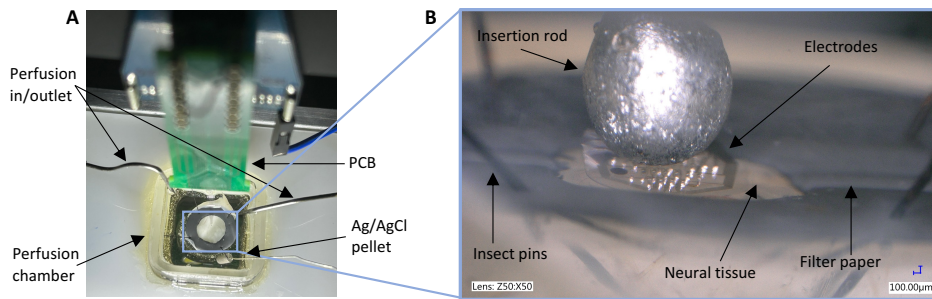 A
B
Perfusion
in/outlet
PCB
Ag/AgCl
pellet
Perfusion
chamber
Insertion rod
Electrodes
Insect pins
Neural tissue
Filter paper
Lens: Z50:X50
100.00µm